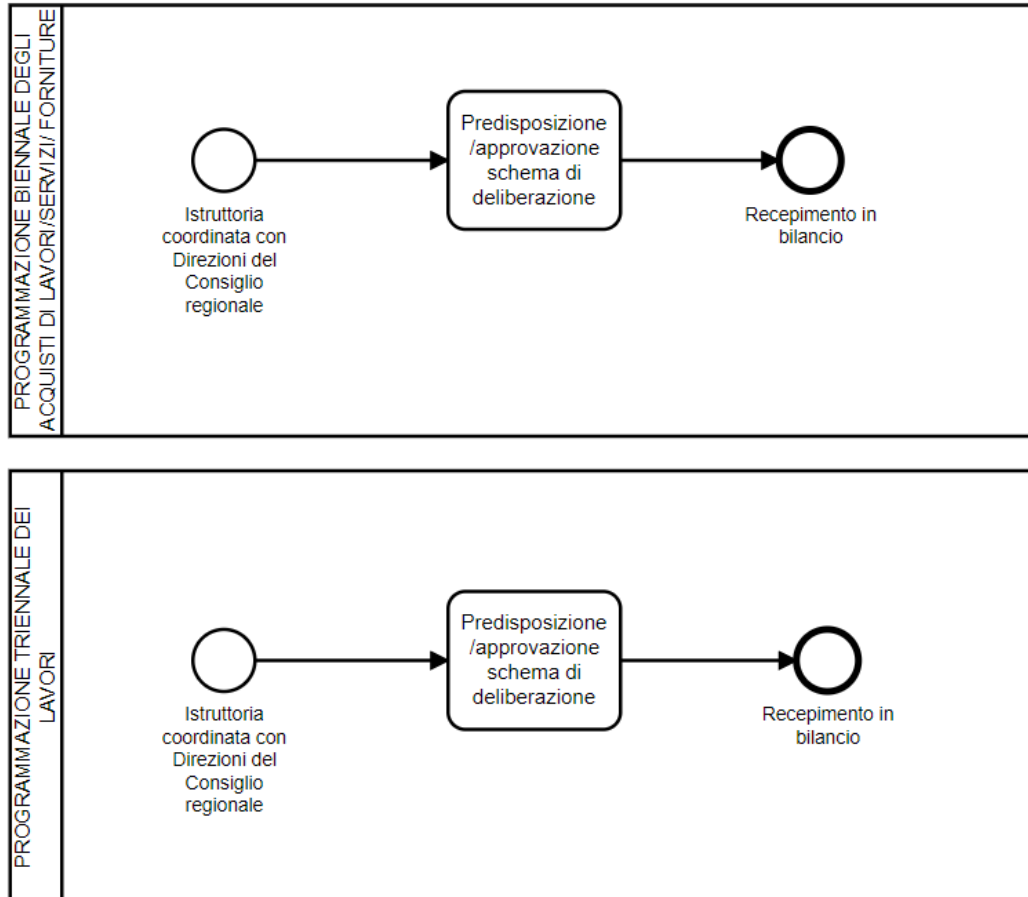 PROGRAMMAZIONE BIENNALE DEGLI
ACQUISTI DI LAVORI/SERVIZI/ FORNITURE
Istruttoria
coordinata con
Direzioni del
Consiglio
regionale
Predisposizione
/approvazione
schema di
deliberazione
Recepimento in
bilancio
PROGRAMMAZIONE TRIENNALE DEI
LAVORI
Istruttoria
coordinata con
Direzioni del
Consiglio
regionale
Predisposizione
/approvazione
schema di
deliberazione
Recepimento in
bilancio